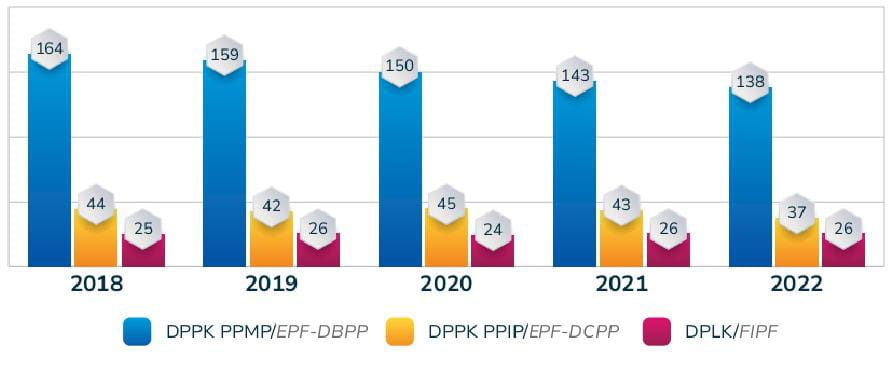 164 44 25 159 42 26 150 45 24 143 43 26 138 37 26
2018 2019 2020 2021 2022
DPPK PPMP/EPF-DBPP DPPK PPIP/EPF-DCPP DPLK/FIPF